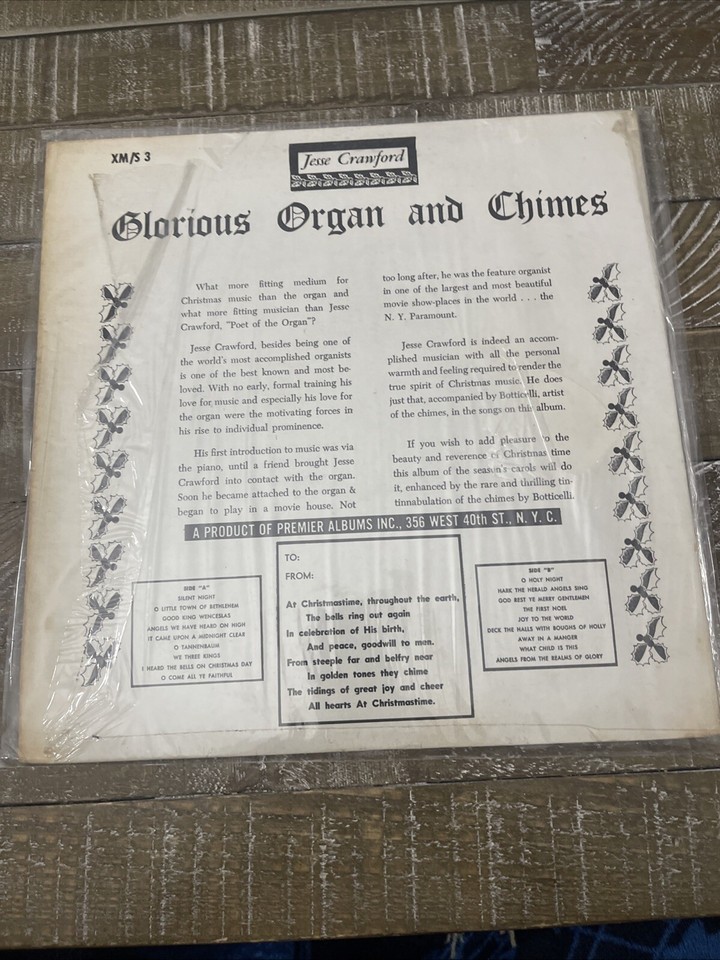 XM/S 3
Jesse Crawford
Glorious Organ and Chimes
What more fitting medium for
Christmas music than the organ and
what more fitting musician than Jesse
Crawford, "Poet of the Organ"?
Jesse Crawford, besides being one of
the world's most accomplished organists
is one of the best known and most be-
loved. With no early, formal training his
love for music and especially his love for
the organ were the motivating forces in
his rise to individual prominence.
His first introduction to music was via
the piano, until a friend brought Jesse
Crawford into contact with the organ.
Soon he became attached to the organ &
began to play in a movie house. Not
too long after, he was the feature organist
in one of the largest and most beautiful
movie show-places in the world . . . the
N. Y. Paramount.
Jesse Crawford is indeed an accom-
plished musician with all the personal
warmth and feeling required to render the
true spirit of Christmas music. He does
just that, accompanied by Botticelli, artist
of the chimes, in the songs on this album.
If you wish to add pleasure to the
beauty and reverence of Christmas time
this album of the season's carols will do
it, enhanced by the rare and thrilling tin-
tinnabulation of the chimes by Botticelli.
A PRODUCT OF PREMIER ALBUMS INC., 356 WEST 40th ST., N. Y. C.
SIDE "A"
SILENT NIGHT
O LITTLE TOWN OF BETHLEHEM
GOOD KING WENCESLAS
ANGELS WE HAVE HEARD ON HIGH
IT CAME UPON A MIDNIGHT CLEAR
O TANNENBAUM
WE THREE KINGS
I HEARD THE BELLS ON CHRISTMAS DAY
O COME ALL YE FAITHFUL
TO:
FROM:
At Christmastime, throughout the earth,
The bells ring out again
In celebration of His birth,
And peace, goodwill to men.
From steeple far and belfry near
In golden tones they chime
The tidings of great joy and cheer
All hearts At Christmastime.
SIDE "B"
O HOLY NIGHT
HARK THE HERALD ANGELS SING
GOD REST YE MERRY GENTLEMEN
THE FIRST NOEL
JOY TO THE WORLD
DECK THE HALLS WITH BOUGHS OF HOLLY
AWAY IN A MANGER
WHAT CHILD IS THIS
ANGELS FROM THE REALMS OF GLORY